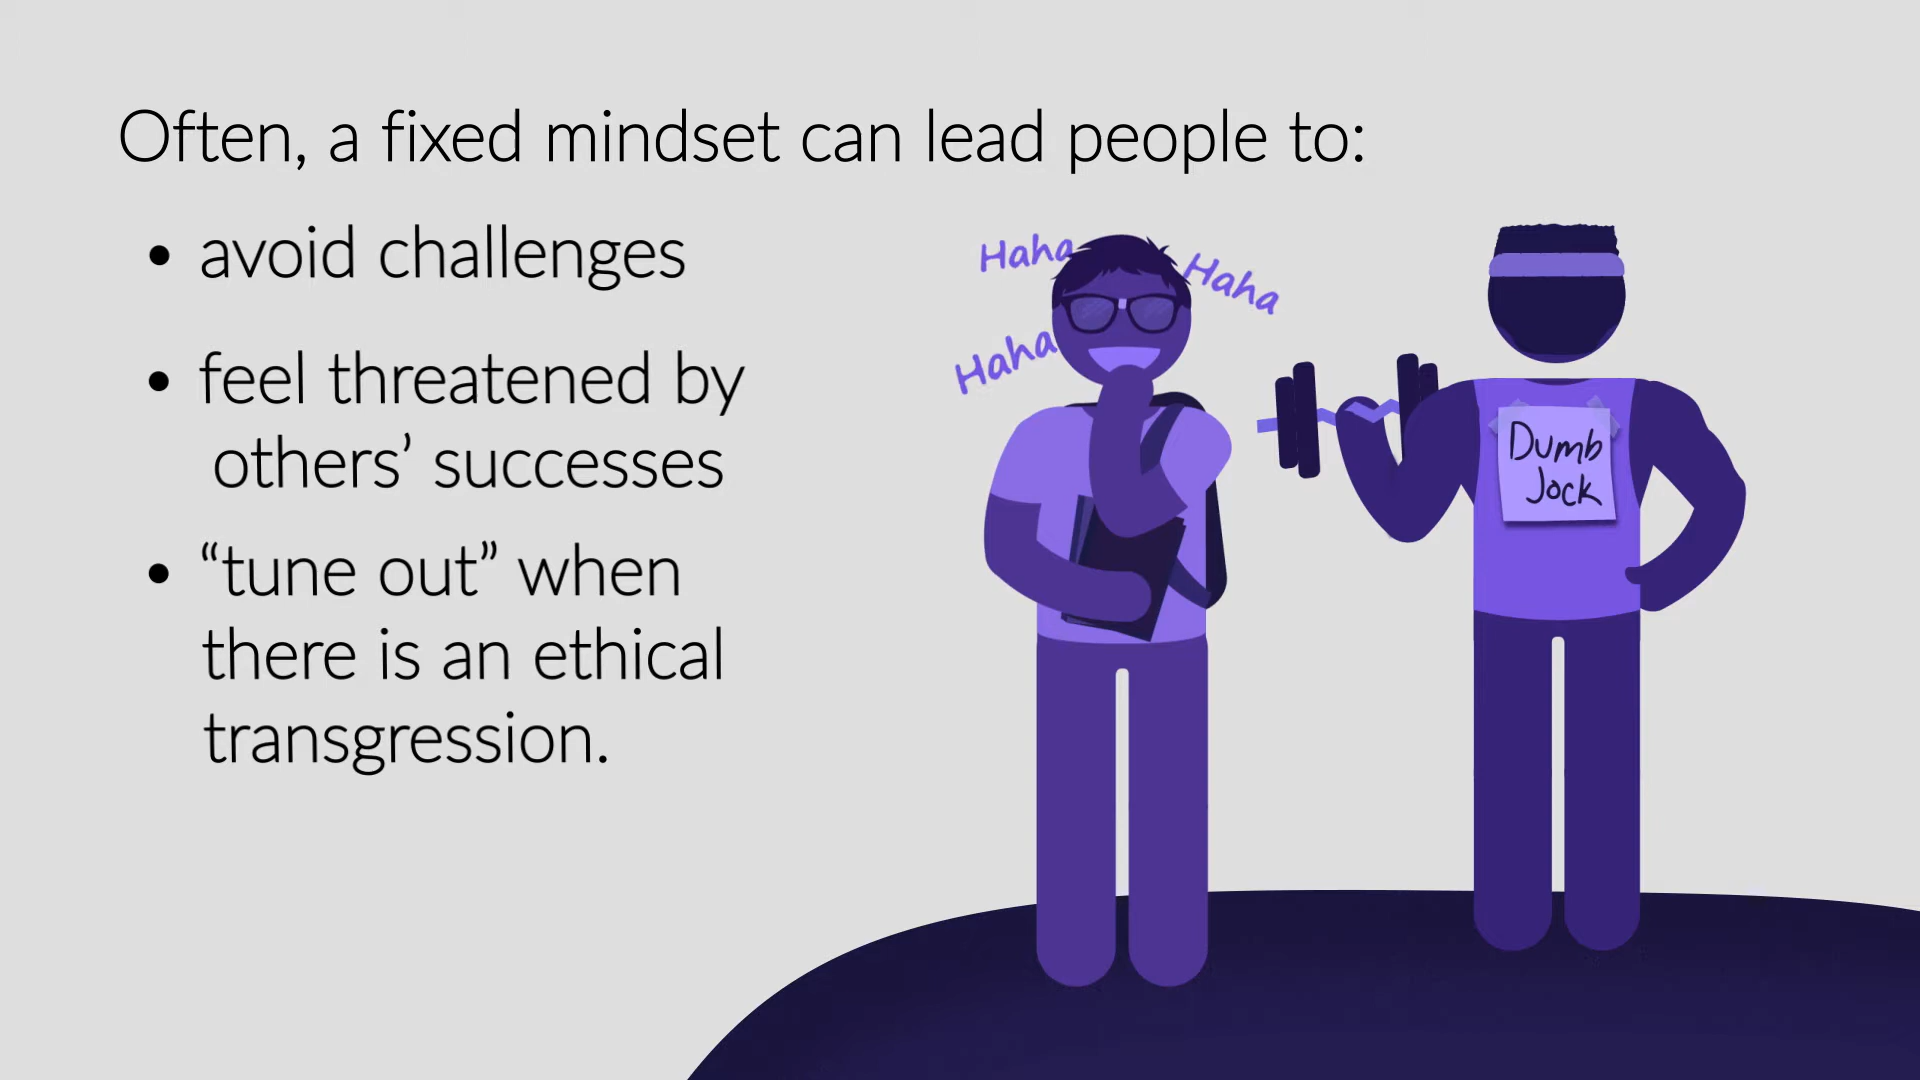 Often, a fixed mindset can lead people to:
• avoid challenges
• feel threatened by
others’ successes
• “tune out” when
there is an ethical
transgression.
Haha
Haha
Haha
Dumb
Jock